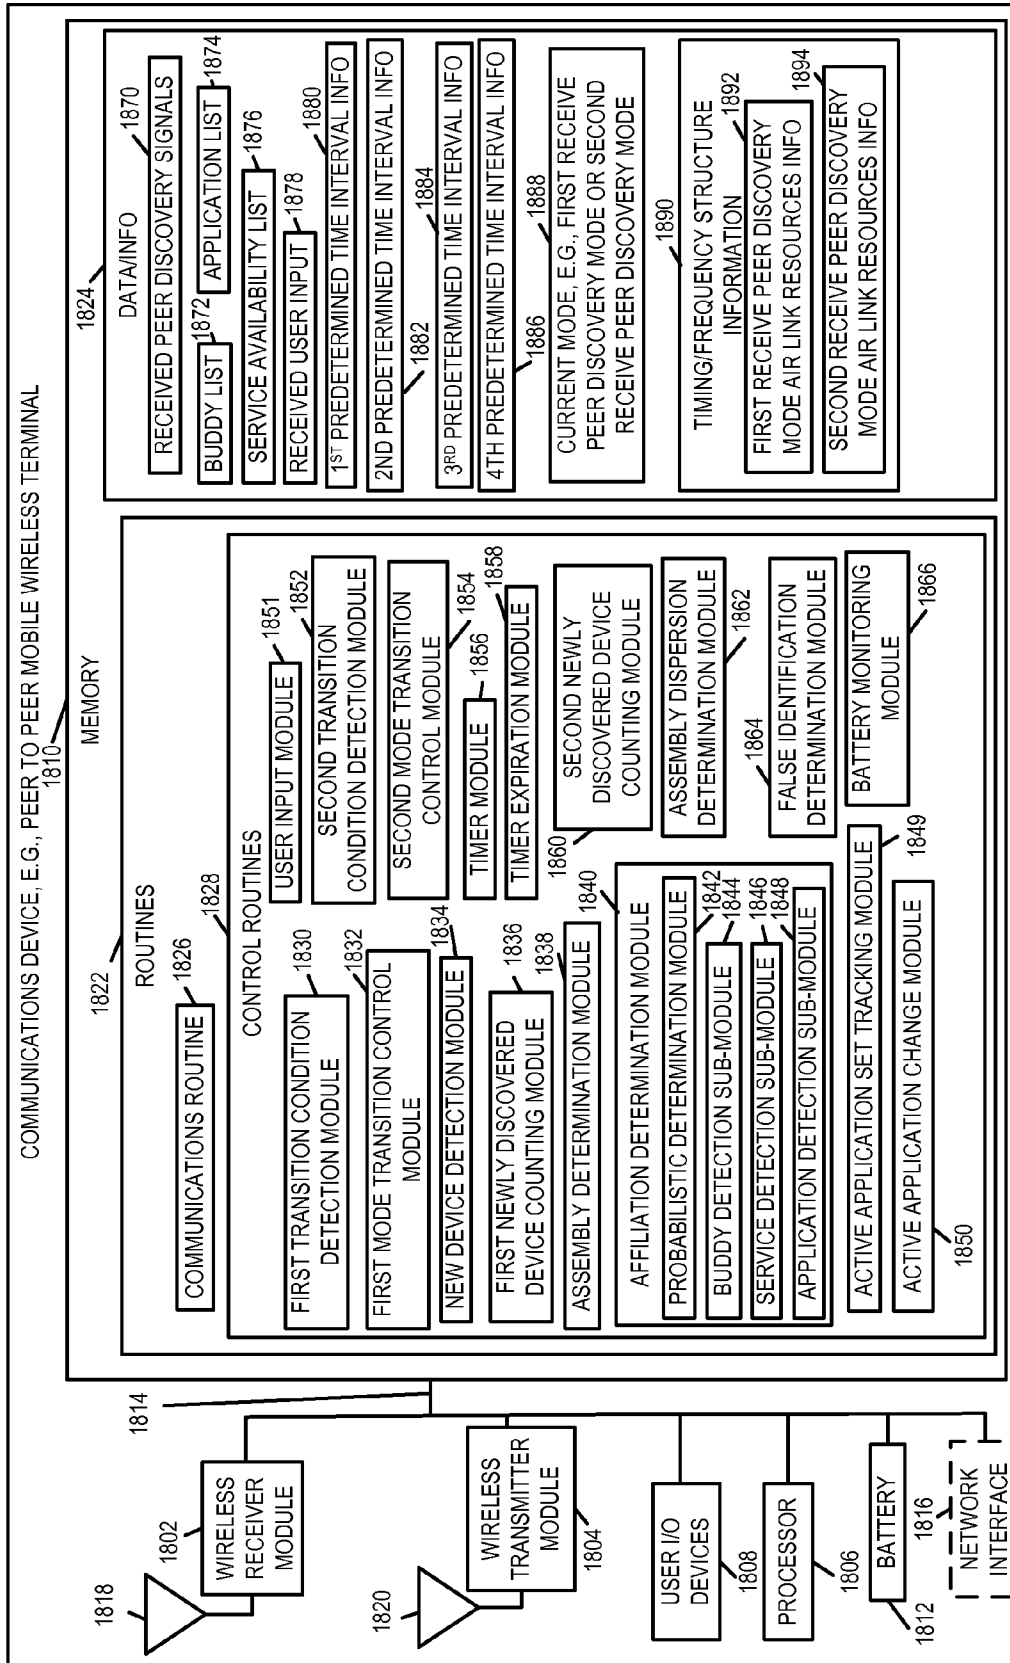 COMMUNICATIONS DEVICE, E.G., PEER TO PEER MOBILE WIRELESS TERMINAL
1810
MEMORY
1818
1802
WIRELESS
RECEIVER
MODULE
1814
1820
WIRELESS
TRANSMITTER
MODULE
1804
USER I/O
DEVICES
1808
PROCESSOR
1806
BATTERY
1812
1816
NETWORK
INTERFACE
1822
ROUTINES
1826
COMMUNICATIONS ROUTINE
1828
CONTROL ROUTINES
1830
FIRST TRANSITION CONDITION
DETECTION MODULE
1832
FIRST MODE TRANSITION CONTROL
MODULE
1834
NEW DEVICE DETECTION MODULE
1836
FIRST NEWLY DISCOVERED
DEVICE COUNTING MODULE
1838
ASSEMBLY DETERMINATION MODULE
1840
AFFILIATION DETERMINATION MODULE
1842
PROBABILISTIC DETERMINATION MODULE
1844
BUDDY DETECTION SUB-MODULE
1846
SERVICE DETECTION SUB-MODULE
1848
APPLICATION DETECTION SUB-MODULE
1849
ACTIVE APPLICATION SET TRACKING MODULE
ACTIVE APPLICATION CHANGE MODULE
1850
1851
USER INPUT MODULE
1852
SECOND TRANSITION
CONDITION DETECTION MODULE
SECOND MODE TRANSITION
CONTROL MODULE
1854
1856
TIMER MODULE
1858
TIMER EXPIRATION MODULE
SECOND NEWLY
DISCOVERED DEVICE
COUNTING MODULE
1860
ASSEMBLY DISPERSION
DETERMINATION MODULE
1862
1864
FALSE IDENTIFICATION
DETERMINATION MODULE
BATTERY MONITORING
MODULE
1866
1824
DATA/INFO
1870
RECEIVED PEER DISCOVERY SIGNALS
1872
BUDDY LIST
1874
APPLICATION LIST
1876
SERVICE AVAILABILITY LIST
1878
RECEIVED USER INPUT
1880
1ST PREDETERMINED TIME INTERVAL INFO
2ND PREDETERMINED TIME INTERVAL INFO
1882
1884
3RD PREDETERMINED TIME INTERVAL INFO
4TH PREDETERMINED TIME INTERVAL INFO
1886
1888
CURRENT MODE, E.G., FIRST RECEIVE
PEER DISCOVERY MODE OR SECOND
RECEIVE PEER DISCOVERY MODE
1890
TIMING/FREQUENCY STRUCTURE
INFORMATION
1892
FIRST RECEIVE PEER DISCOVERY
MODE AIR LINK RESOURCES INFO
1894
SECOND RECEIVE PEER DISCOVERY
MODE AIR LINK RESOURCES INFO